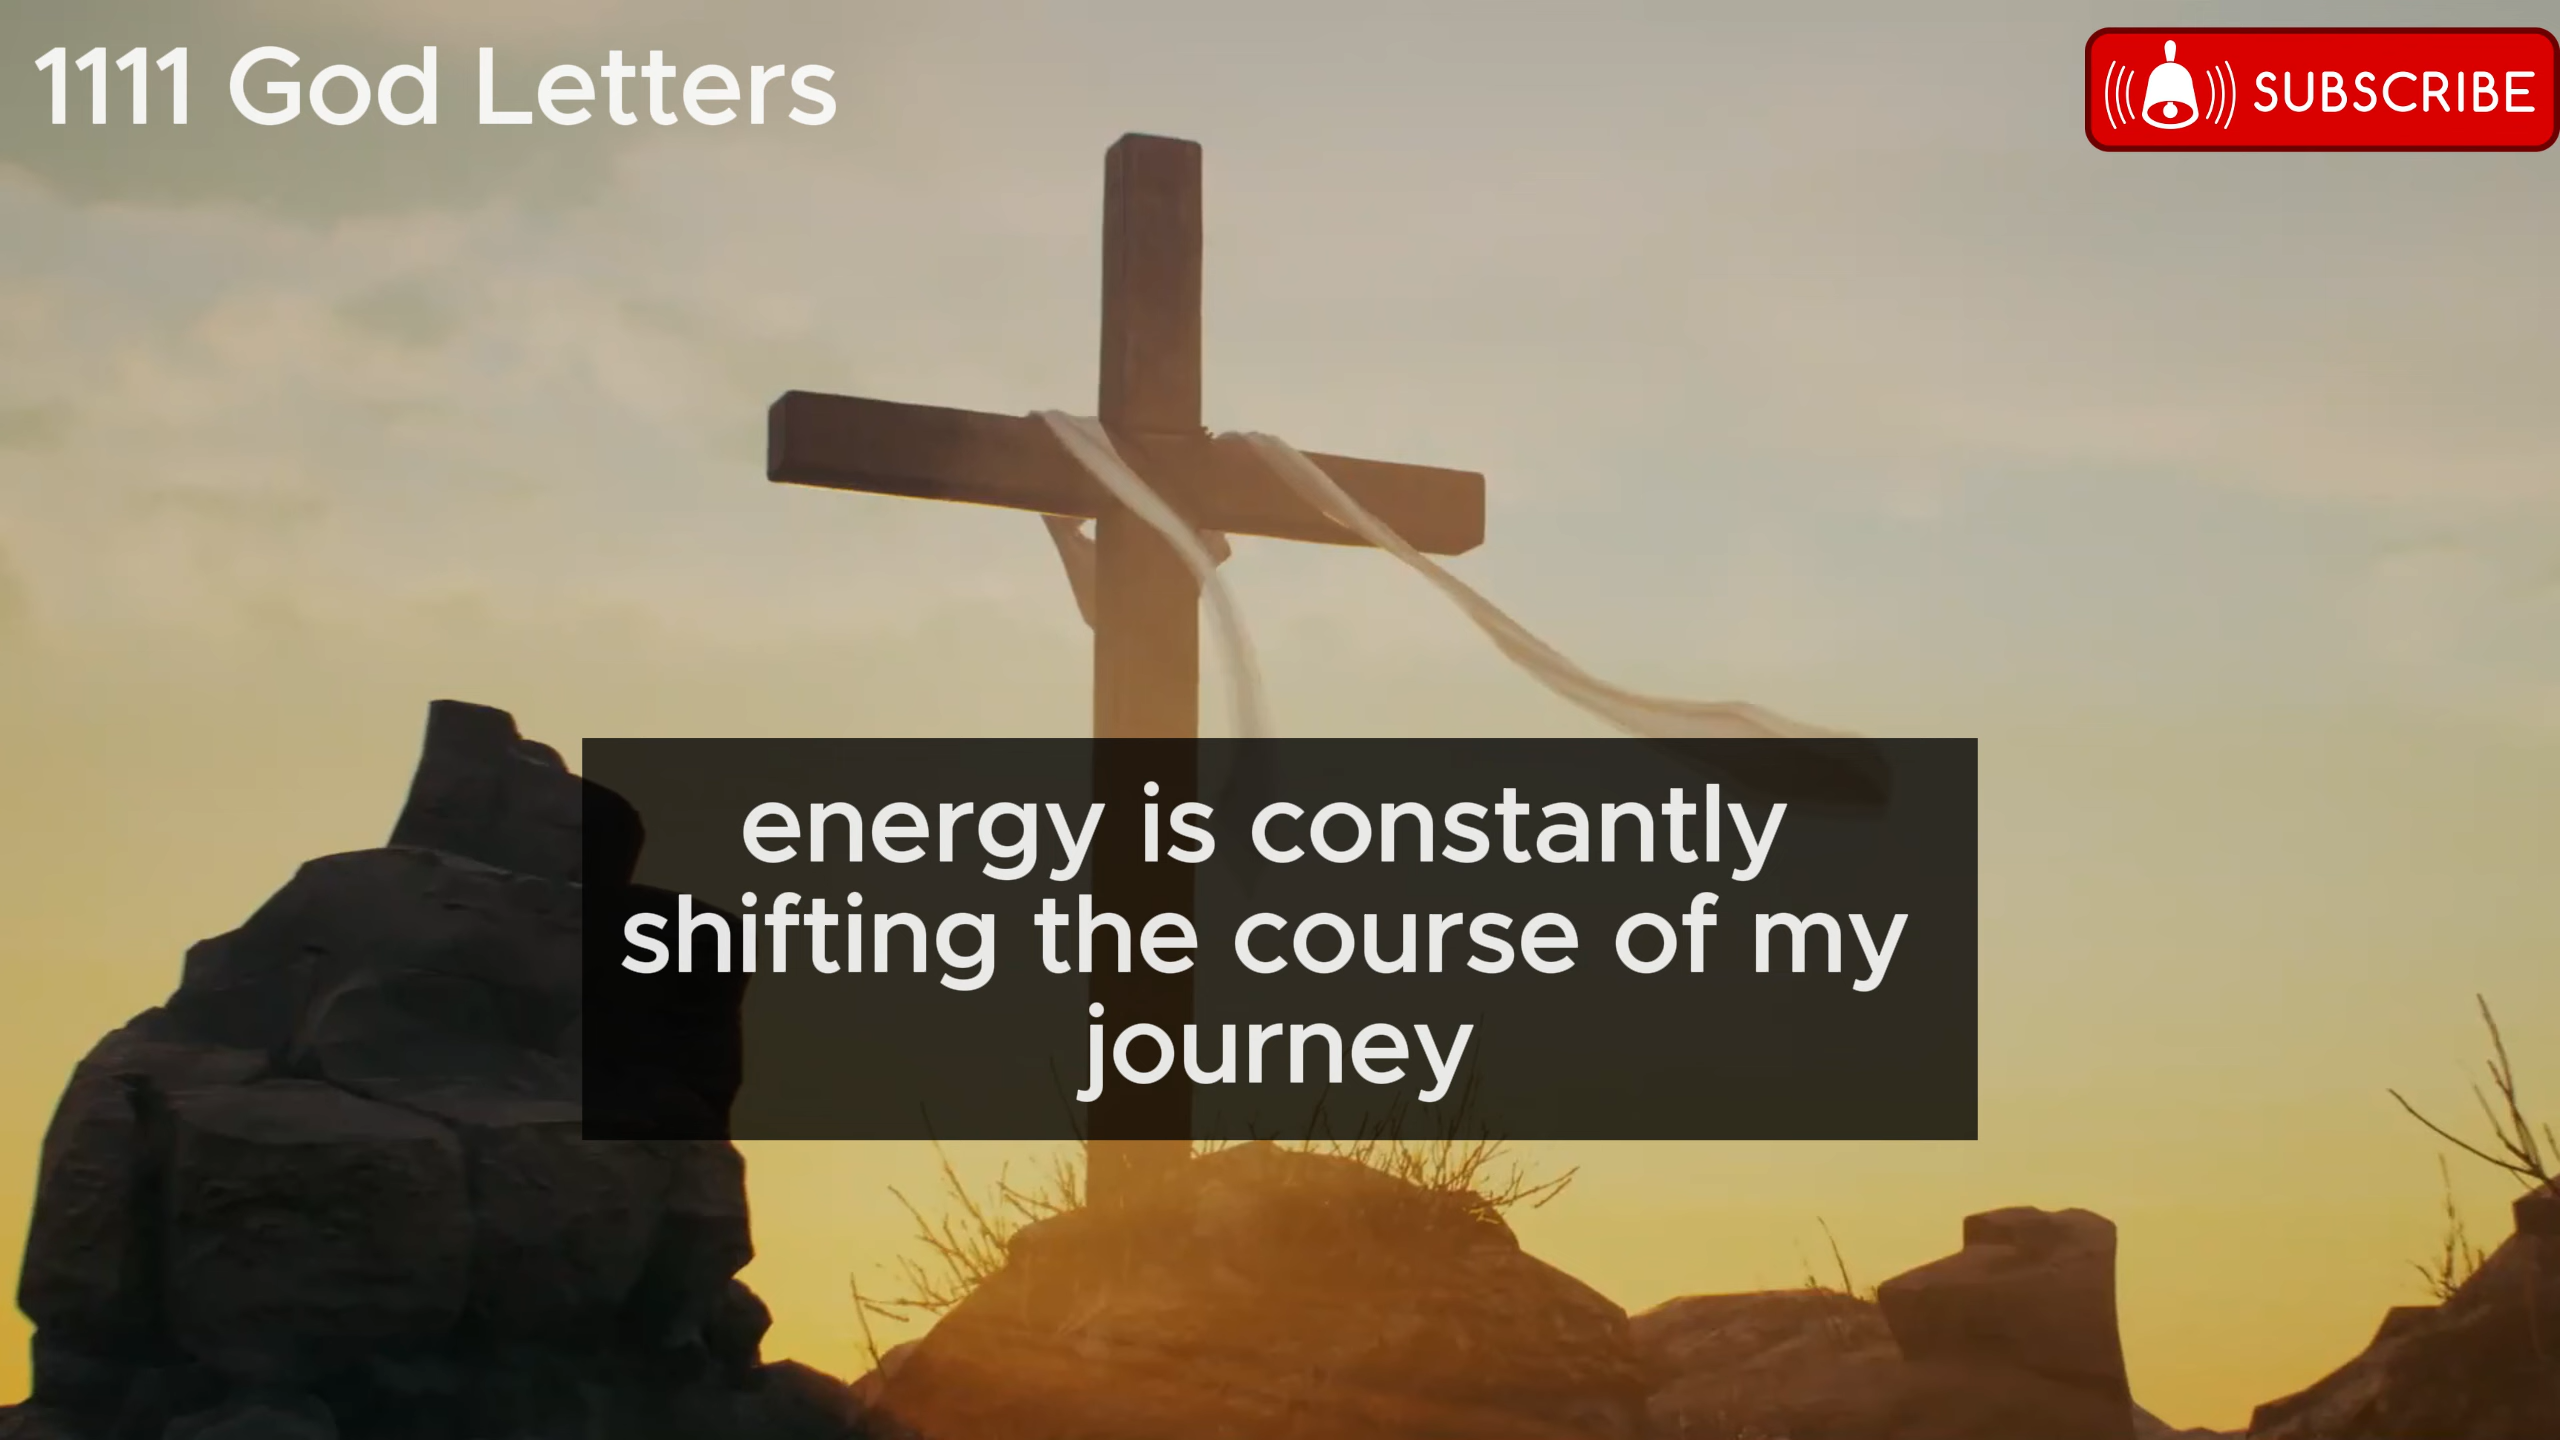 1111 God Letters
SUBSCRIBE
energy is constantly
shifting the course of my
journey